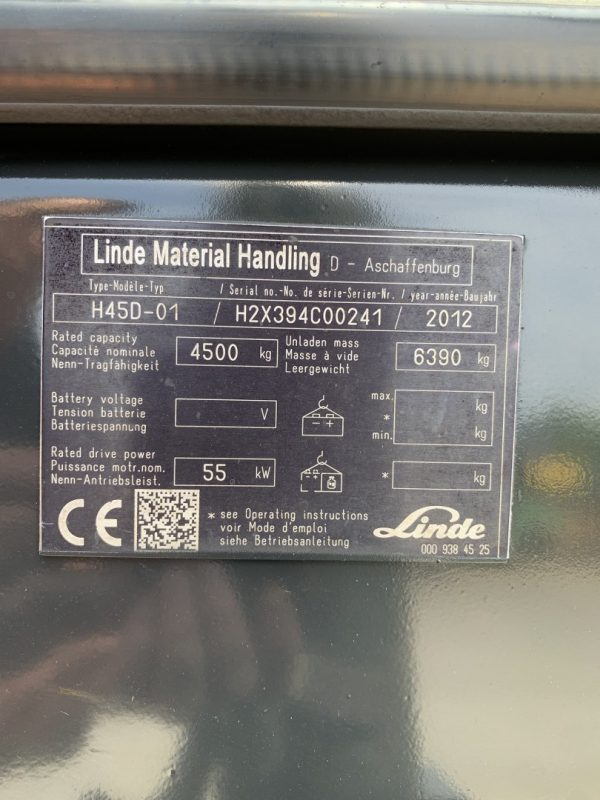 Linde Material Handling D - Aschaffenburg
Type-Modèle-Typ / Serial no.-No. de série-Serien-Nr. / year-année-Baujahr
H45D-01 / H2X394C00241 / 2012
Rated capacity
Capacité nominale
Nenn-Tragfähigkeit
4500 kg
Unladen mass
Masse à vide
Leergewicht
6390 kg
Battery voltage
Tension batterie
Batteriespannung
V
max. kg
*
min. kg
Rated drive power
Puissance motr.nom.
Nenn-Antriebsleist.
55 kW
* kg
CE
* see Operating instructions
voir Mode d'emploi
siehe Betriebsanleitung
Linde
000 938 45 25